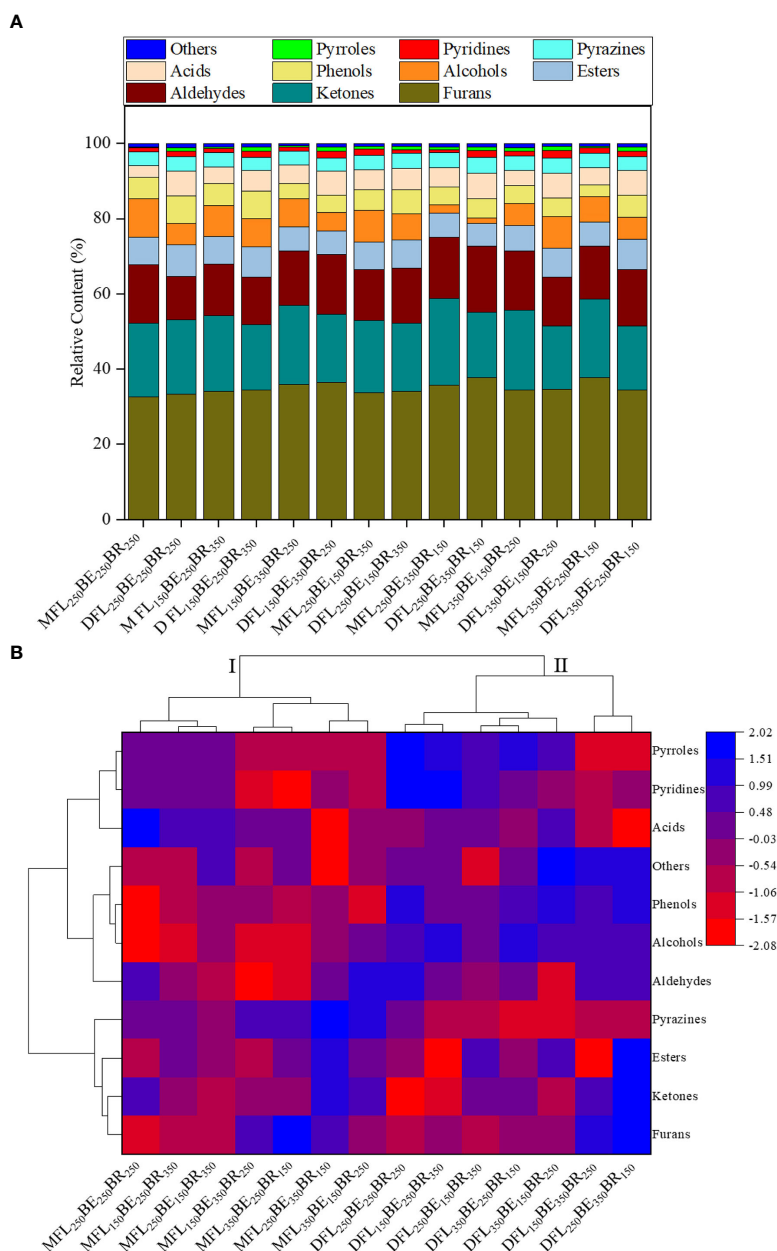 A
Others Pyrroles Pyridines Pyrazines
Acids Phenols Alcohols Esters
Aldehydes Ketones Furans
100
80
60
40
20
0
Relative Content (%)
MFL250BE250BR250
DFL250BE250BR250
M FL150BE250BR350
D FL150BE250BR350
MFL150BE350BR250
DFL150BE350BR250
MFL250BE150BR350
DFL250BE150BR350
MFL250BE350BR150
DFL250BE350BR150
MFL350BE150BR250
DFL350BE150BR250
MFL350BE250BR150
DFL350BE250BR150
B
I
II
Pyrroles
Pyridines
Acids
Others
Phenols
Alcohols
Aldehydes
Pyrazines
Esters
Ketones
Furans
2.02
1.51
0.99
0.48
-0.03
-0.54
-1.06
-1.57
-2.08
MFL250BE250BR250
MFL150BE250BR350
MFL250BE150BR350
MFL150BE350BR250
MFL350BE250BR150
MFL250BE350BR150
MFL350BE150BR250
DFL250BE250BR250
DFL150BE250BR350
DFL250BE150BR350
DFL350BE250BR150
DFL350BE150BR250
DFL150BE350BR250
DFL250BE350BR150